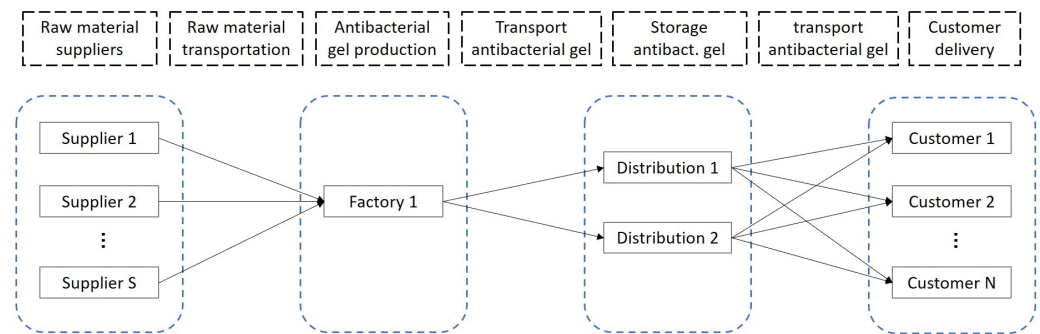 Raw material
suppliers
Raw material
transportation
Antibacterial
gel production
Transport
antibacterial gel
Storage
antibact. gel
transport
antibacterial gel
Customer
delivery
Supplier 1
Supplier 2
⋮
Supplier S
Factory 1
Distribution 1
Distribution 2
Customer 1
Customer 2
⋮
Customer N